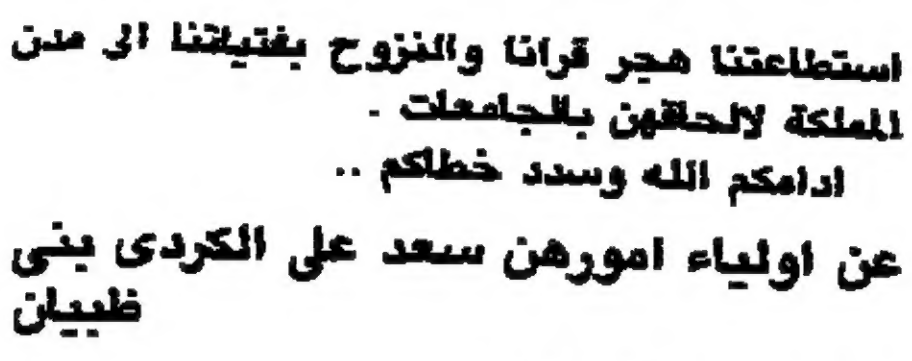 استطاعتنا هجر قرانا والنزوح بفتياتنا الى مدن
المملكة لالحاقهن بالجامعات .
ادامكم الله وسدد خطاكم ..
عن اولياء امورهن سعد على الكردى بنى
ظبيان